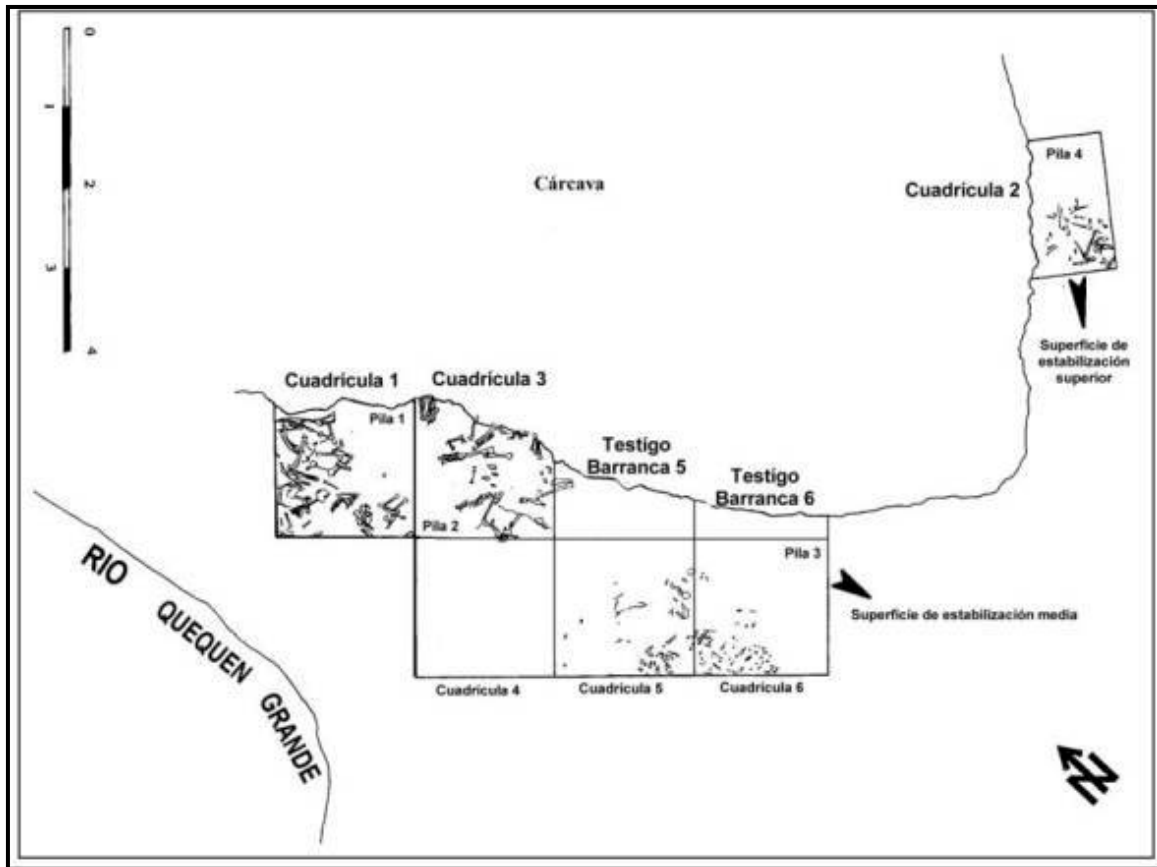 0
1
2
3
4
Cárcava
Cuadrícula 2
Pila 4
Superficie de
estabilización
superior
Cuadrícula 1
Cuadrícula 3
Pila 1
Pila 2
Testigo
Barranca 5
Testigo
Barranca 6
Pila 3
Superficie de estabilización media
Cuadrícula 4
Cuadrícula 5
Cuadrícula 6
RIO
QUEQUEN
GRANDE
N